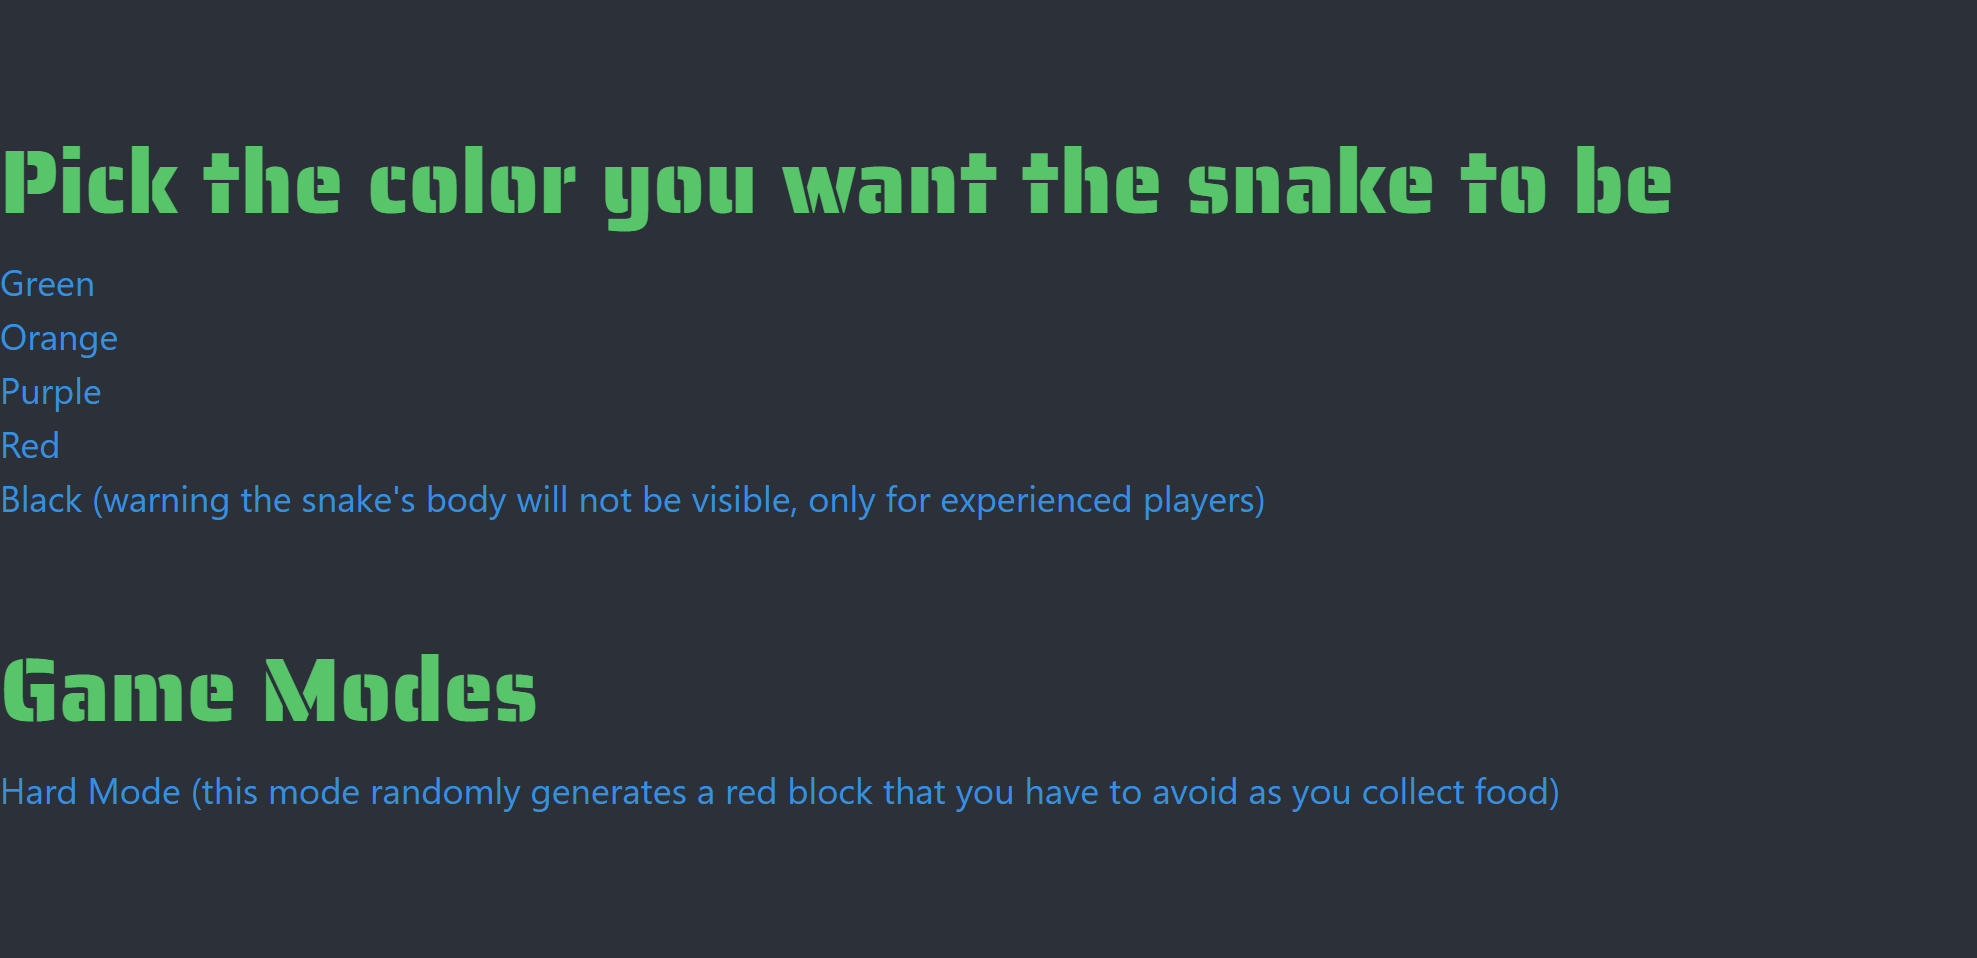 Pick the color you want the snake to be
Green
Orange
Purple
Red
Black (warning the snake's body will not be visible, only for experienced players)
Game Modes
Hard Mode (this mode randomly generates a red block that you have to avoid as you collect food)